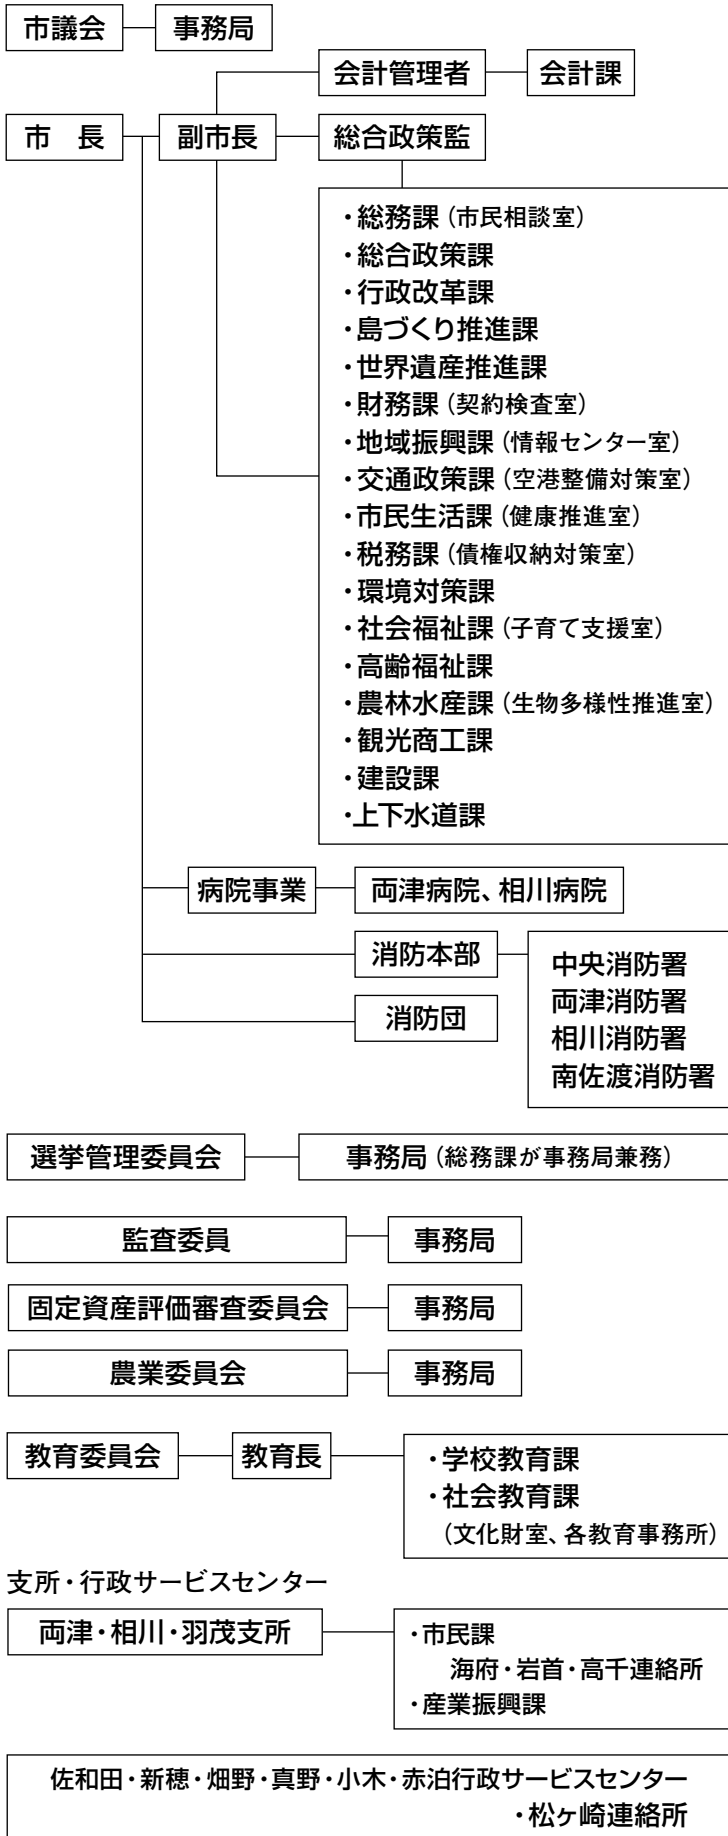 市議会 事務局
会計管理者 会計課
市　長 副市長 総合政策監
・総務課（市民相談室）
・総合政策課
・行政改革課
・島づくり推進課
・世界遺産推進課
・財務課（契約検査室）
・地域振興課（情報センター室）
・交通政策課（空港整備対策室）
・市民生活課（健康推進室）
・税務課（債権収納対策室）
・環境対策課
・社会福祉課（子育て支援室）
・高齢福祉課
・農林水産課（生物多様性推進室）
・観光商工課
・建設課
・上下水道課
病院事業 両津病院、相川病院
消防本部
中央消防署
両津消防署
相川消防署
南佐渡消防署
消防団
選挙管理委員会 事務局（総務課が事務局兼務）
監査委員 事務局
固定資産評価審査委員会 事務局
農業委員会 事務局
教育委員会 教育長
・学校教育課
・社会教育課
（文化財室、各教育事務所）
支所・行政サービスセンター
両津・相川・羽茂支所
・市民課
海府・岩首・高千連絡所
・産業振興課
佐和田・新穂・畑野・真野・小木・赤泊行政サービスセンター
・松ヶ崎連絡所